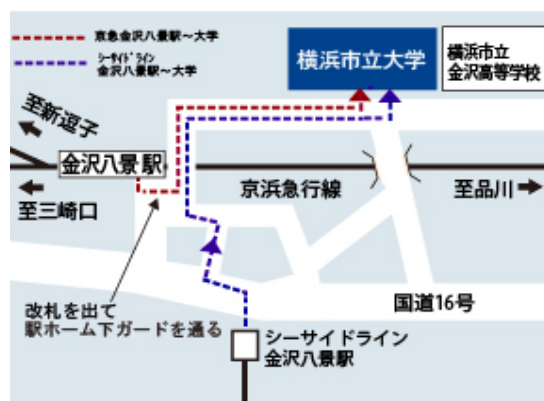 京急金沢八景駅~大学
シーサイドライン
金沢八景駅~大学
横浜市立大学
横浜市立
金沢高等学校
至新逗子
金沢八景 駅
京浜急行線
至品川
至三崎口
改札を出て
駅ホーム下ガードを通る
国道16号
シーサイドライン
金沢八景駅